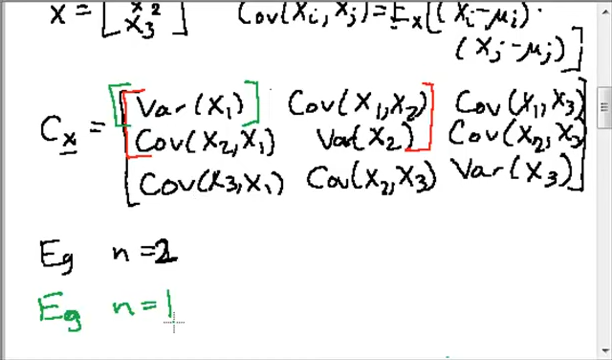 x = [ x2 Cov(xi, xj) = Ex[(xi-μi)·
x3 ] (xj-μj)]
Var(x1) Cov(x1,x2) Cov(x1,x3)
Cx = Cov(x2,x1) Var(x2) Cov(x2,x3
Cov(x3,x1) Cov(x2,x3) Var(x3)
Eg n=2
Eg n=1